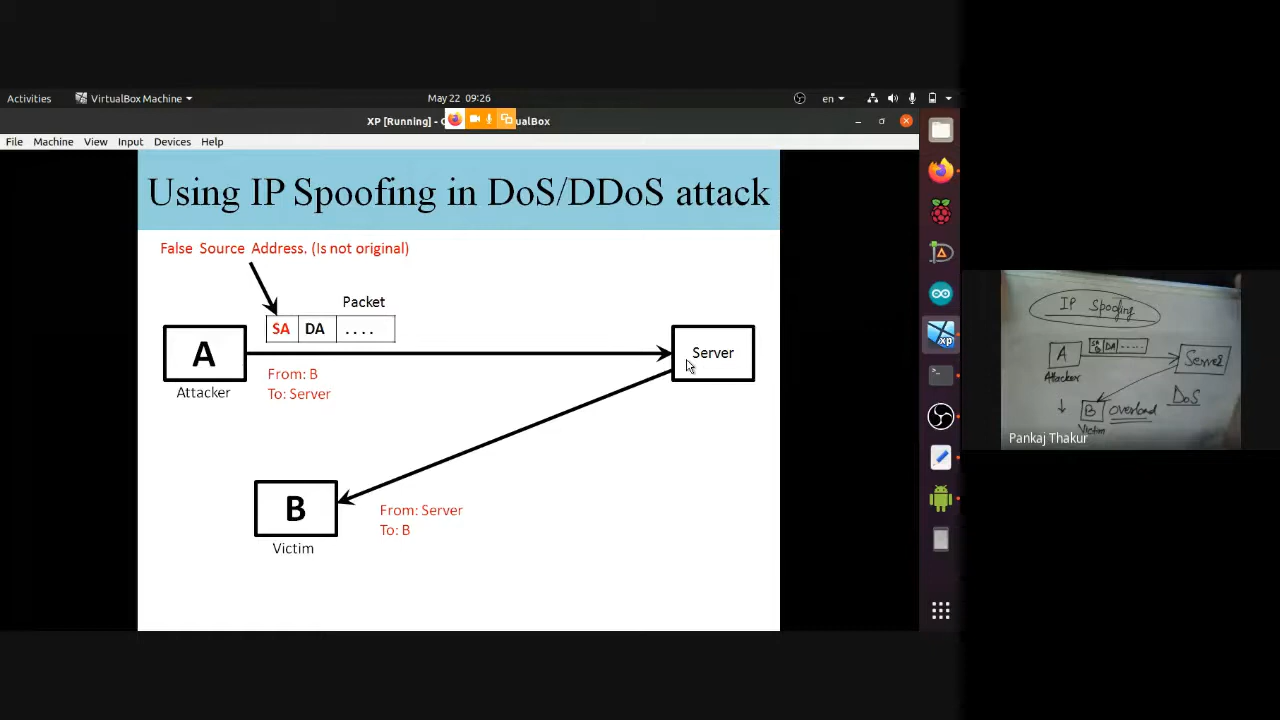 Activities
VirtualBox Machine
May 22 09:26
en
XP [Running] -
ualBox
File Machine View Input Devices Help
Using IP Spoofing in DoS/DDoS attack
False Source Address. (Is not original)
Packet
SA DA ....
A
Server
Attacker
From: B
To: Server
B
From: Server
To: B
Victim
xp
IP Spoofing
A
DA .....
Server
Attacker
DoS
B overload
Victim
Pankaj Thakur